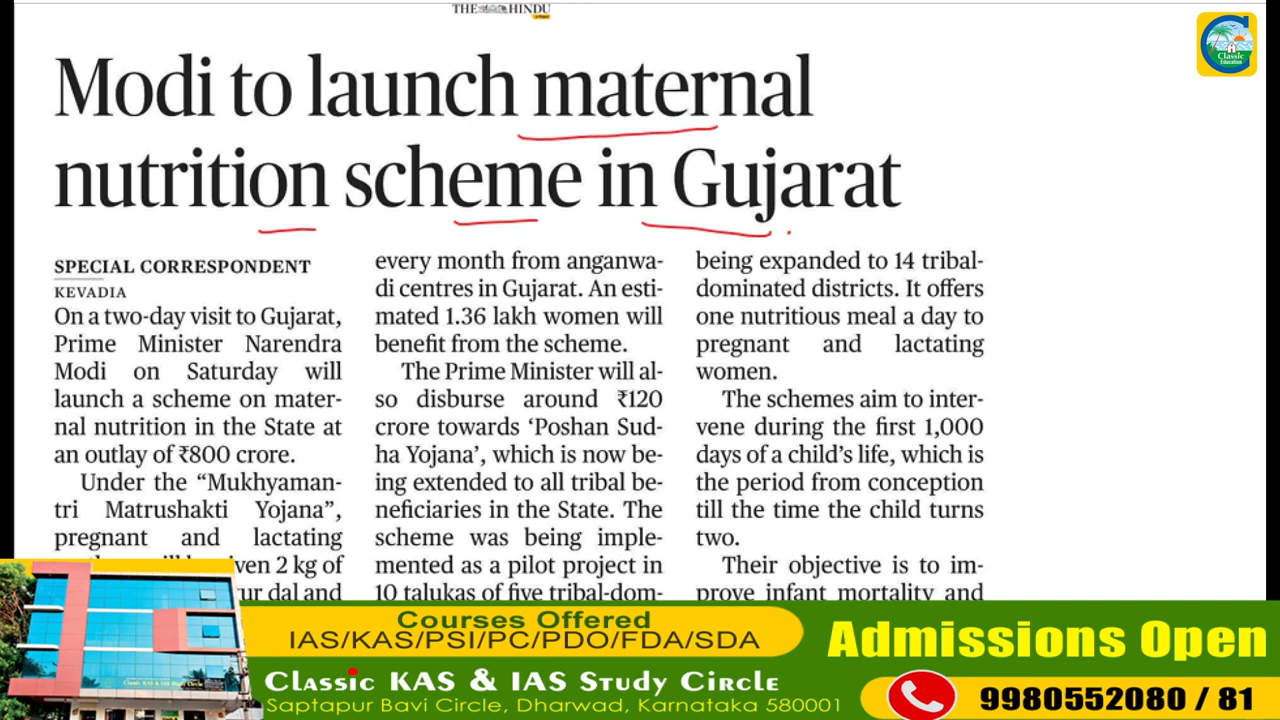 THE HINDU
Classic
Education
Modi to launch maternal
nutrition scheme in Gujarat
SPECIAL CORRESPONDENT
KEVADIA
On a two-day visit to Gujarat,
Prime Minister Narendra
Modi on Saturday will
launch a scheme on mater-
nal nutrition in the State at
an outlay of ₹800 crore.
Under the “Mukhyaman-
tri Matrushakti Yojana”,
pregnant and lactating
2 kg of
dal and
every month from anganwa-
di centres in Gujarat. An esti-
mated 1.36 lakh women will
benefit from the scheme.
The Prime Minister will al-
so disburse around ₹120
crore towards ‘Poshan Sud-
ha Yojana’, which is now be-
ing extended to all tribal be-
neficiaries in the State. The
scheme was being imple-
mented as a pilot project in
10 talukas of five tribal-dom-
being expanded to 14 tribal-
dominated districts. It offers
one nutritious meal a day to
pregnant and lactating
women.
The schemes aim to inter-
vene during the first 1,000
days of a child’s life, which is
the period from conception
till the time the child turns
two.
Their objective is to im-
prove infant mortality and
Courses Offered
IAS/KAS/PSI/PC/PDO/FDA/SDA
Classic KAS & IAS Study Circle
Saptapur Bavi Circle, Dharwad, Karnataka 580001
Admissions Open
9980552080 / 81